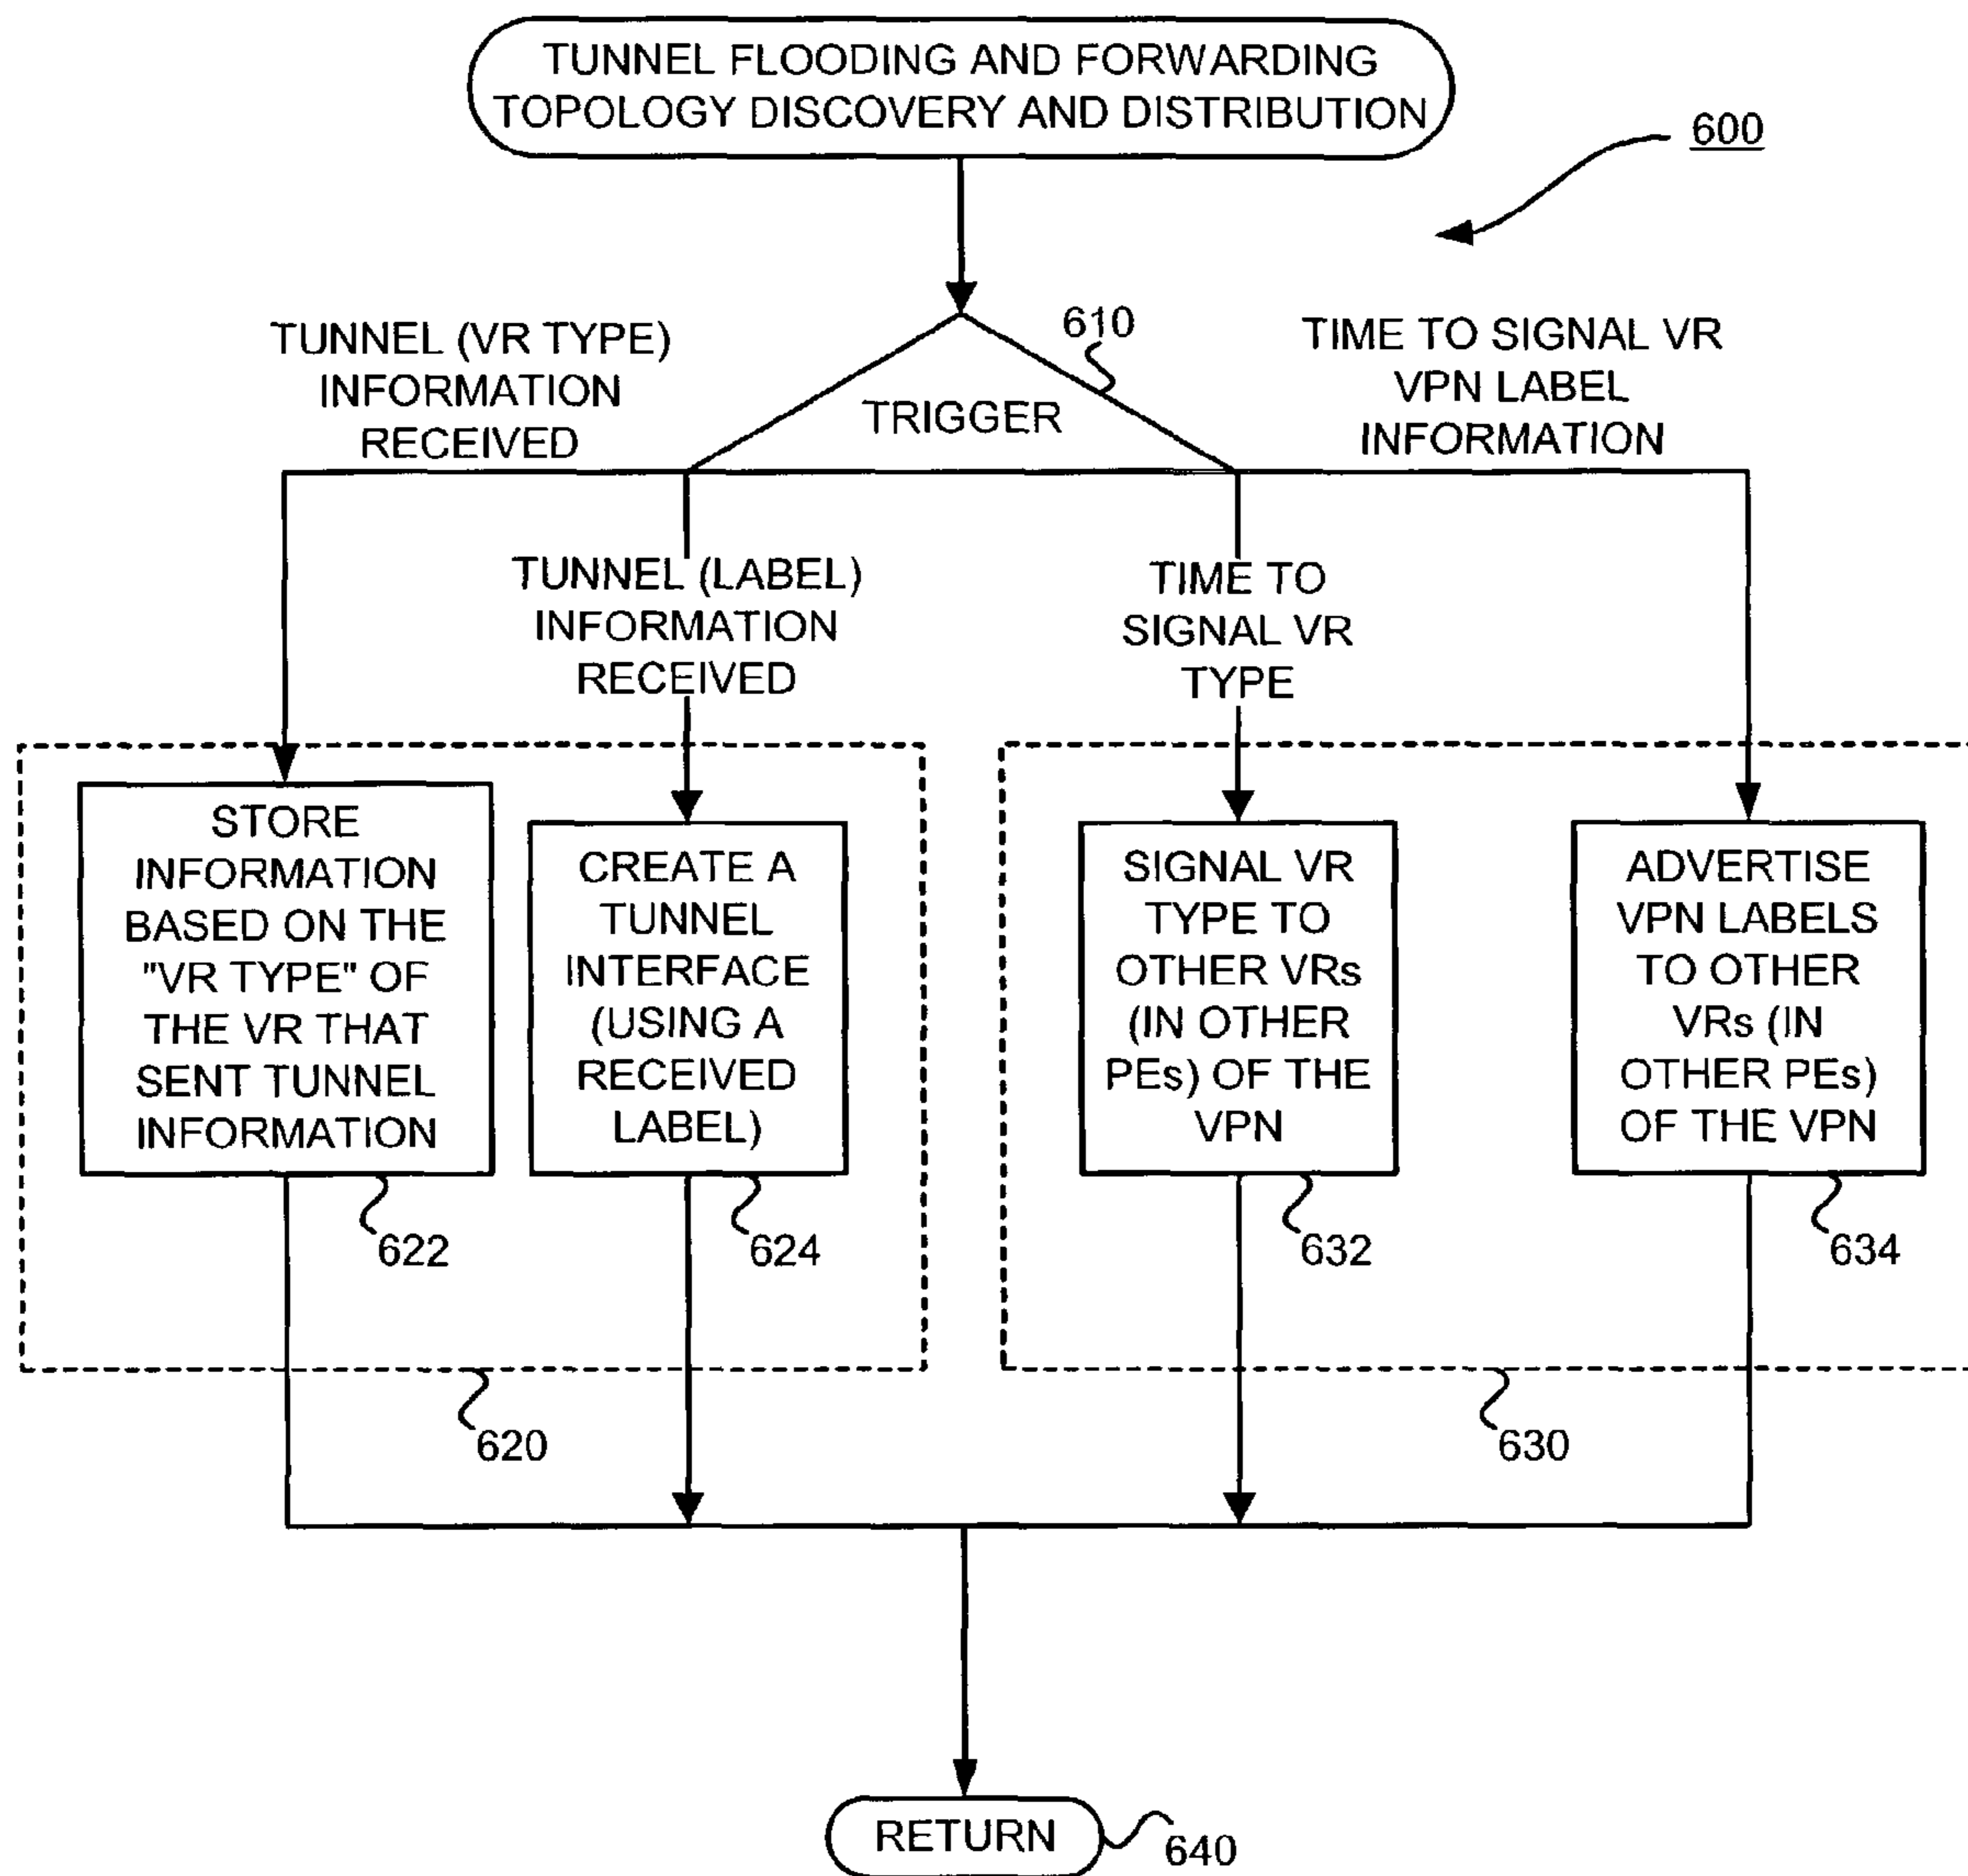 TUNNEL FLOODING AND FORWARDING
TOPOLOGY DISCOVERY AND DISTRIBUTION
600
TUNNEL (VR TYPE)
INFORMATION
RECEIVED
610
TRIGGER
TIME TO SIGNAL VR
VPN LABEL
INFORMATION
TUNNEL (LABEL)
INFORMATION
RECEIVED
TIME TO
SIGNAL VR
TYPE
STORE
INFORMATION
BASED ON THE
"VR TYPE" OF
THE VR THAT
SENT TUNNEL
INFORMATION
CREATE A
TUNNEL
INTERFACE
(USING A
RECEIVED
LABEL)
SIGNAL VR
TYPE TO
OTHER VRs
(IN OTHER
PEs) OF THE
VPN
ADVERTISE
VPN LABELS
TO OTHER
VRs (IN
OTHER PEs)
OF THE VPN
622
624
632
634
620
630
RETURN
640